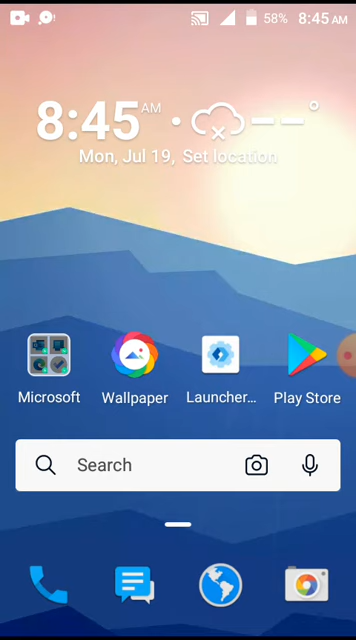 58% 8:45 AM
8:45 AM
Mon, Jul 19, Set location
Microsoft Wallpaper Launcher... Play Store
Search